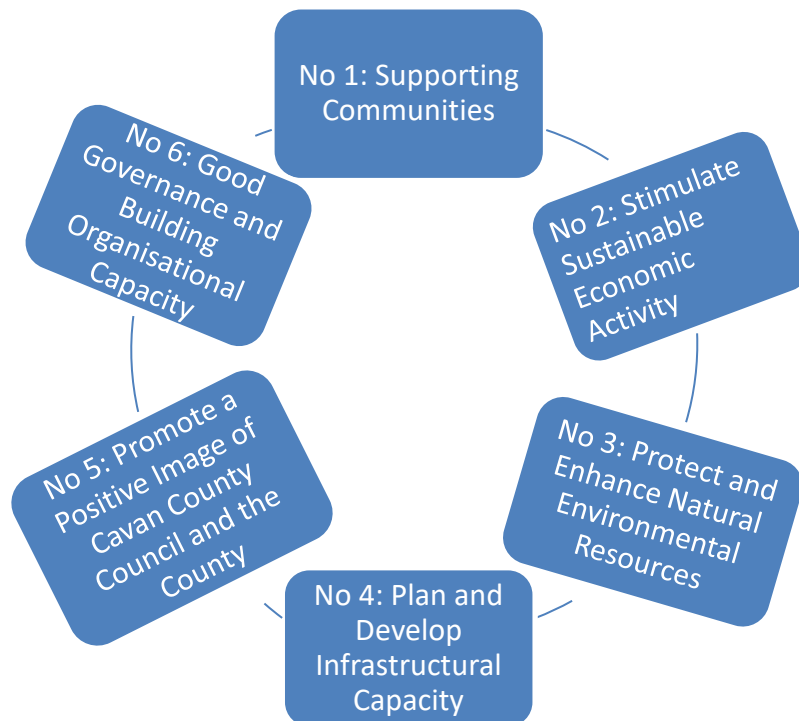 No 1: Supporting
Communities
No 2: Stimulate
Sustainable
Economic
Activity
No 3: Protect and
Enhance Natural
Environmental
Resources
No 4: Plan and
Develop
Infrastructural
Capacity
No 5: Promote a
Positive Image of
Cavan County
Council and the
County
No 6: Good
Governance and
Building
Organisational
Capacity